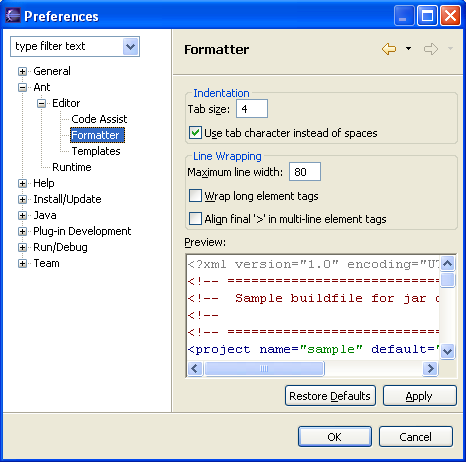 Preferences
type filter text
General
Ant
Editor
Code Assist
Formatter
Templates
Runtime
Help
Install/Update
Java
Plug-in Development
Run/Debug
Team
Formatter
Indentation
Tab size: 4
Use tab character instead of spaces
Line Wrapping
Maximum line width: 80
Wrap long element tags
Align final '>' in multi-line element tags
Preview:
<?xml version="1.0" encoding="UT
<!-- ===========================
<!-- Sample buildfile for jar c
<!--
<!-- ===========================
<project name="sample" default="
Restore Defaults
Apply
OK
Cancel